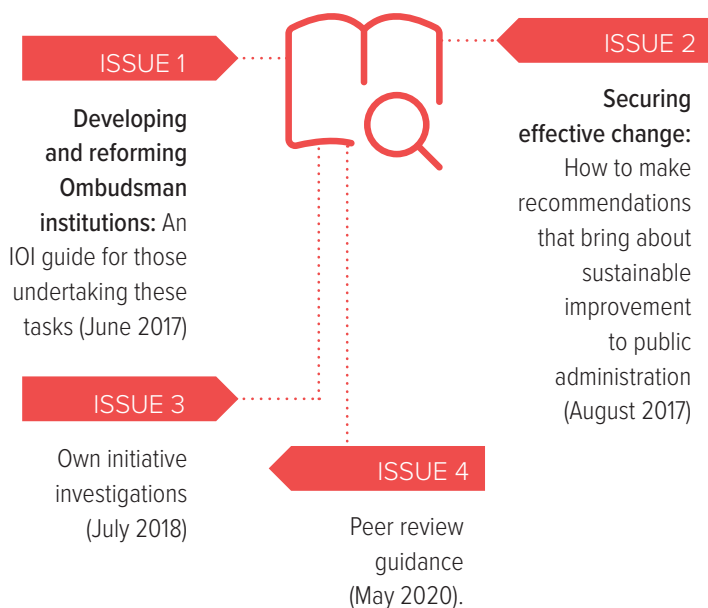 ISSUE 1
Developing
and reforming
Ombudsman
institutions: An
IOI guide for those
undertaking these
tasks (June 2017)
ISSUE 2
Securing
effective change:
How to make
recommendations
that bring about
sustainable
improvement
to public
administration
(August 2017)
ISSUE 3
Own initiative
investigations
(July 2018)
ISSUE 4
Peer review
guidance
(May 2020).